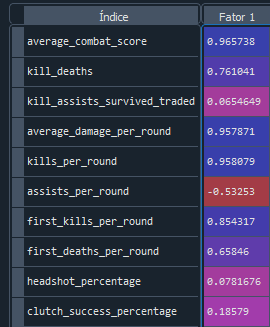 Índice Fator 1
average_combat_score 0.965738
kill_deaths 0.761041
kill_assists_survived_traded 0.0654649
average_damage_per_round 0.957871
kills_per_round 0.958079
assists_per_round -0.53253
first_kills_per_round 0.854317
first_deaths_per_round 0.65846
headshot_percentage 0.0781676
clutch_success_percentage 0.18579